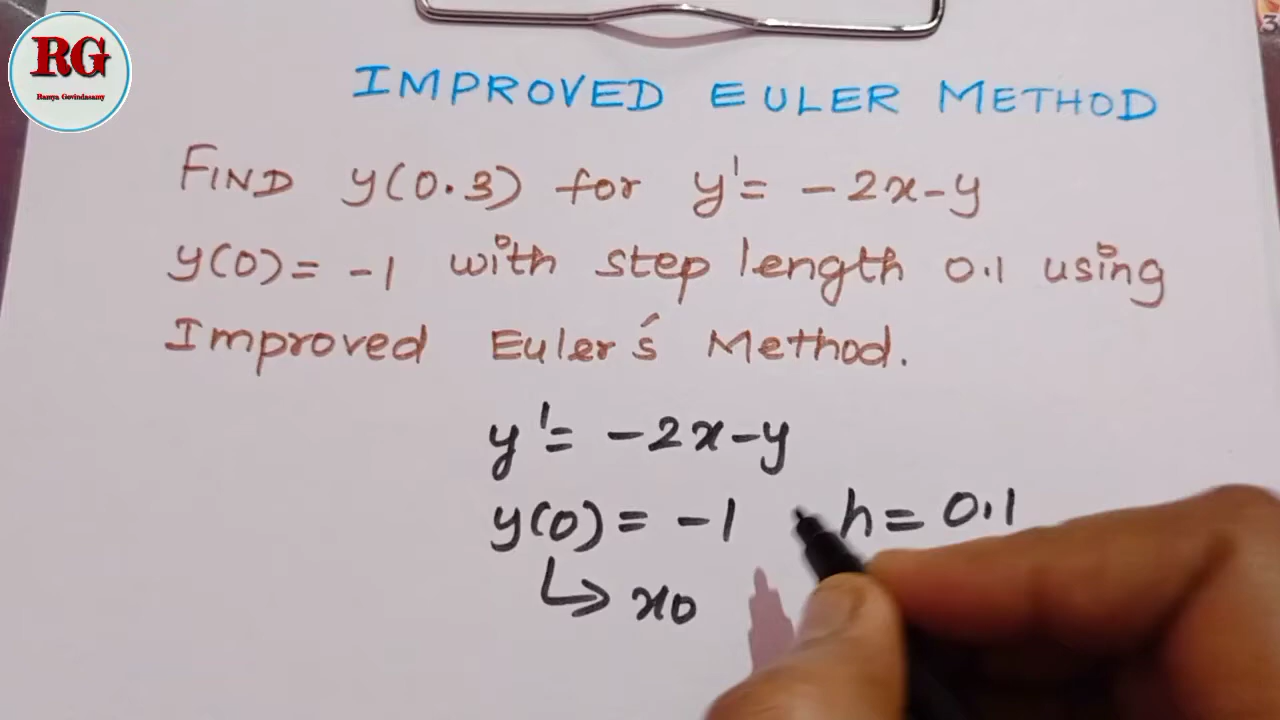 RG
Ramya Govindasamy
3
IMPROVED EULER METHOD
FIND y(0.3) for y'= -2x-y
y(0)= -1 with step length 0.1 using
Improved Euler's Method.
y'= -2x-y
y(0)= -1 h= 0.1
↳ x0